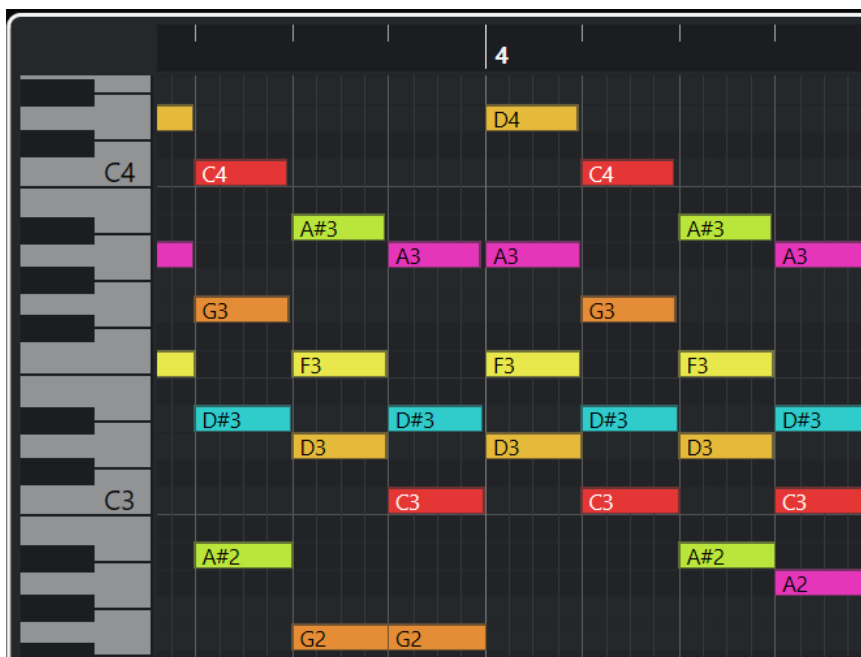 4
D4
C4 C4 C4
A#3 A#3
A3 A3 A3
G3 G3
F3 F3 F3
D#3 D#3 D#3 D#3
D3 D3 D3
C3 C3 C3 C3
A#2 A#2
A2
G2 G2